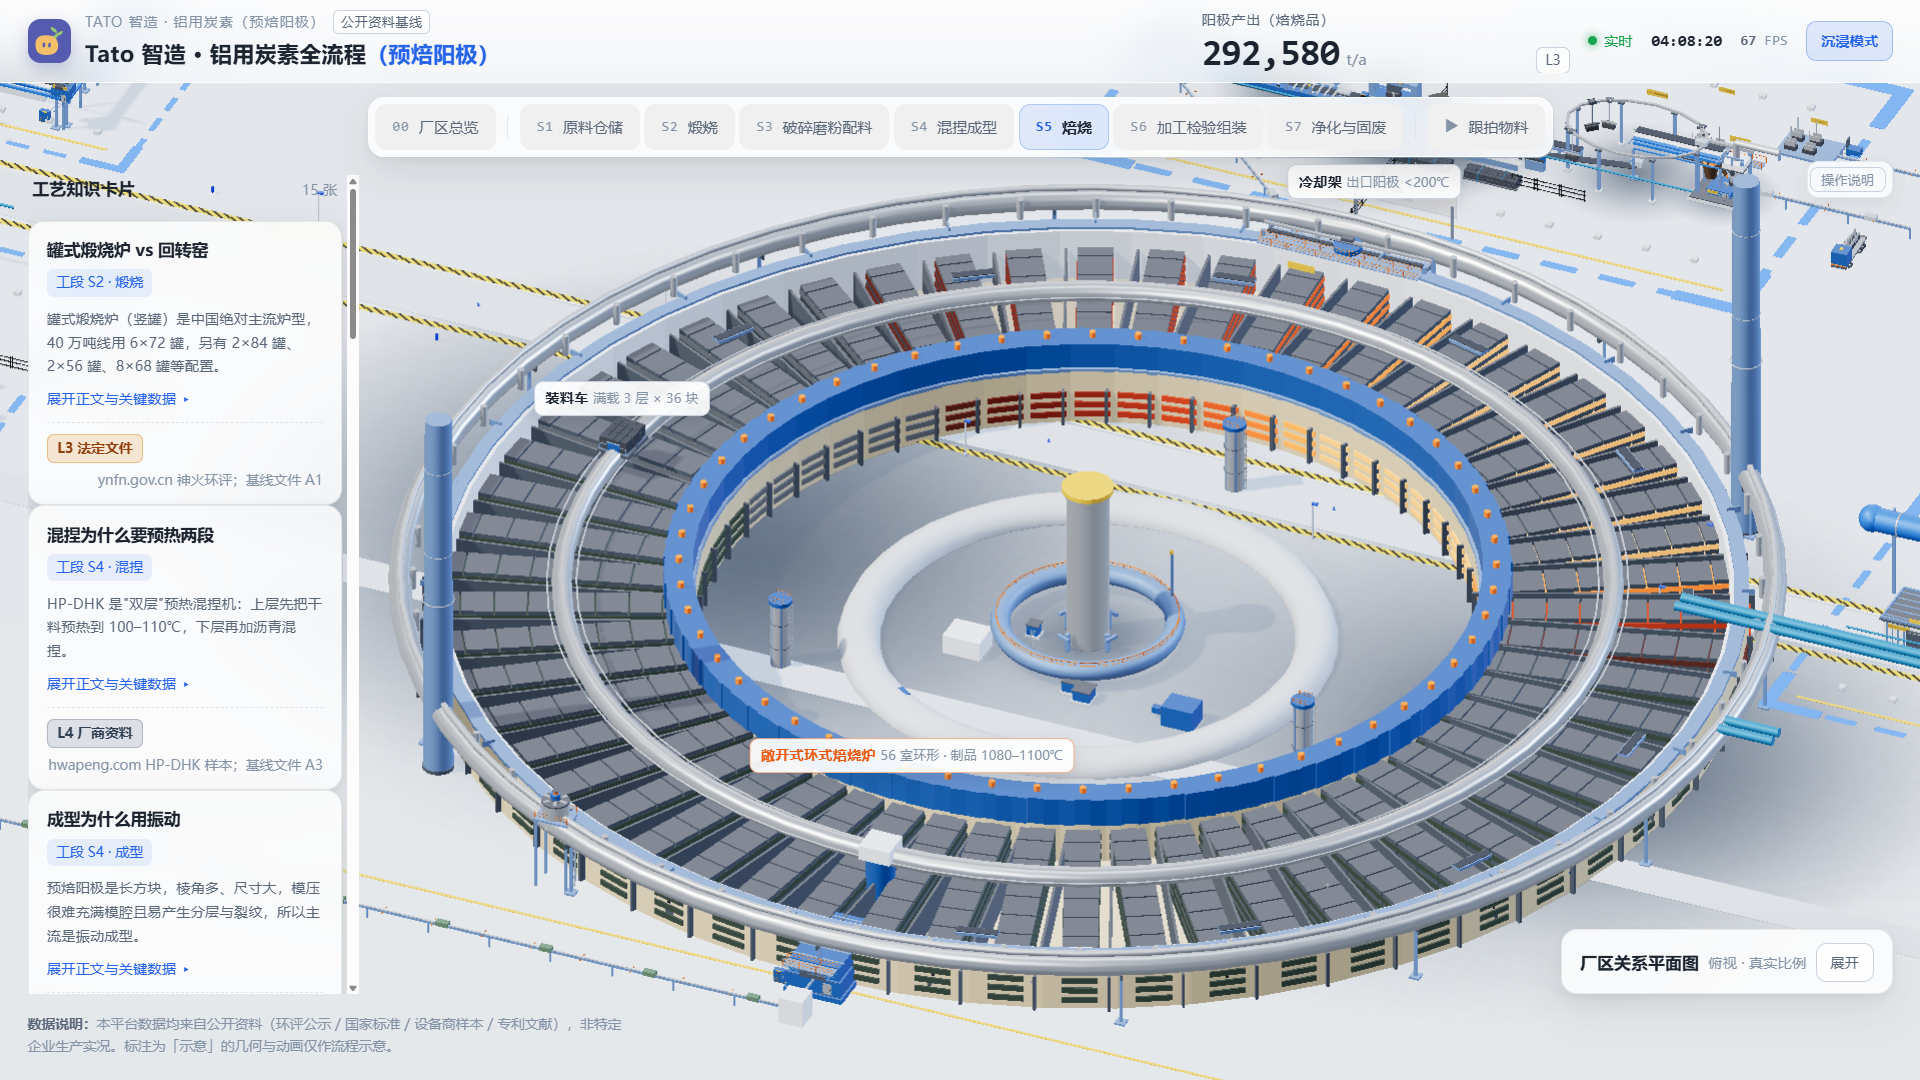 TATO 智造 · 铝用炭素（预焙阳极） 公开资料基线
Tato 智造 · 铝用炭素全流程（预焙阳极）
阳极产出（焙烧品）
292,580 t/a
L3
实时 04:08:20 67 FPS
沉浸模式
00 厂区总览
S1 原料仓储
S2 煅烧
S3 破碎磨粉配料
S4 混捏成型
S5 焙烧
S6 加工检验组装
S7 净化与固废
▶ 跟拍物料
操作说明
冷却架 出口阳极 <200℃
装料车 满载 3 层 × 36 块
敞开式环式焙烧炉 56 室环形 · 制品 1080–1100℃
工艺知识卡片 15 张
罐式煅烧炉 vs 回转窑
工段 S2 · 煅烧
罐式煅烧炉（竖罐）是中国绝对主流炉型，
40 万吨线用 6×72 罐，另有 2×84 罐、
2×56 罐、8×68 罐等配置。
展开正文与关键数据 ▸
L3 法定文件
ynfn.gov.cn 神火环评；基线文件 A1
混捏为什么要预热两段
工段 S4 · 混捏
HP-DHK 是"双层"预热混捏机：上层先把干
料预热到 100–110℃，下层再加沥青混
捏。
展开正文与关键数据 ▸
L4 厂商资料
hwapeng.com HP-DHK 样本；基线文件 A3
成型为什么用振动
工段 S4 · 成型
预焙阳极是长方块，棱角多、尺寸大，模压
很难充满模腔且易产生分层与裂纹，所以主
流是振动成型。
展开正文与关键数据 ▸
厂区关系平面图 俯视 · 真实比例 展开
数据说明：本平台数据均来自公开资料（环评公示 / 国家标准 / 设备商样本 / 专利文献），非特定
企业生产实况。标注为「示意」的几何与动画仅作流程示意。